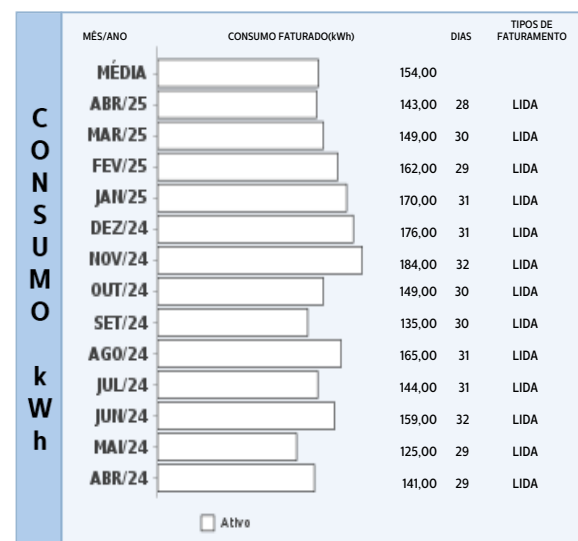 CONSUMO kWh
MÊS/ANO CONSUMO FATURADO(kWh) DIAS TIPOS DE FATURAMENTO
MÉDIA 154,00
ABR/25 143,00 28 LIDA
MAR/25 149,00 30 LIDA
FEV/25 162,00 29 LIDA
JAN/25 170,00 31 LIDA
DEZ/24 176,00 31 LIDA
NOV/24 184,00 32 LIDA
OUT/24 149,00 30 LIDA
SET/24 135,00 30 LIDA
AGO/24 165,00 31 LIDA
JUL/24 144,00 31 LIDA
JUN/24 159,00 32 LIDA
MAI/24 125,00 29 LIDA
ABR/24 141,00 29 LIDA
Ativo